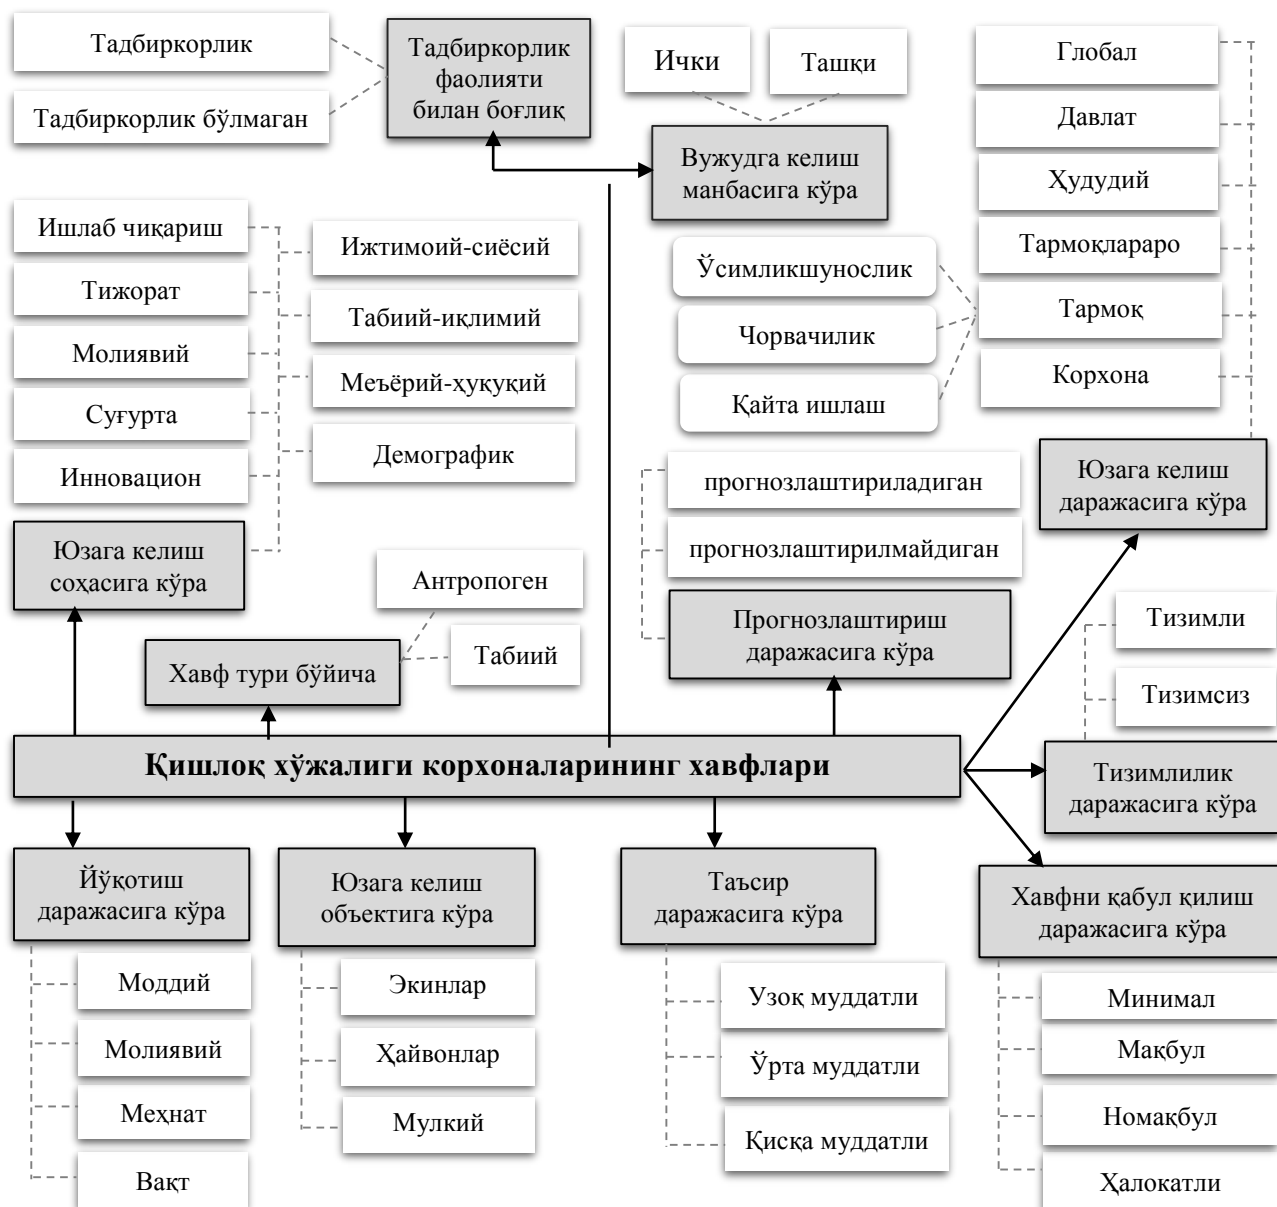 Тадбиркорлик
Тадбиркорлик бўлмаган
Тадбиркорлик
фаолияти
билан боғлиқ
Ички
Ташқи
Вужудга келиш
манбасига кўра
Глобал
Давлат
Ҳудудий
Тармоқлараро
Тармоқ
Корхона
Ўсимликшунослик
Чорвачилик
Қайта ишлаш
Юзага келиш
даражасига кўра
Ишлаб чиқариш
Тижорат
Молиявий
Суғурта
Инновацион
Ижтимоий-сиёсий
Табиий-иқлимий
Меъёрий-ҳуқуқий
Демографик
Юзага келиш
соҳасига кўра
прогнозлаштириладиган
прогнозлаштирилмайдиган
Прогнозлаштириш
даражасига кўра
Антропоген
Табиий
Хавф тури бўйича
Тизимли
Тизимсиз
Тизимлилик
даражасига кўра
Қишлоқ хўжалиги корхоналарининг хавфлари
Йўқотиш
даражасига кўра
Моддий
Молиявий
Меҳнат
Вақт
Юзага келиш
объектига кўра
Экинлар
Ҳайвонлар
Мулкий
Таъсир
даражасига кўра
Узоқ муддатли
Ўрта муддатли
Қисқа муддатли
Хавфни қабул қилиш
даражасига кўра
Минимал
Мақбул
Номақбул
Ҳалокатли